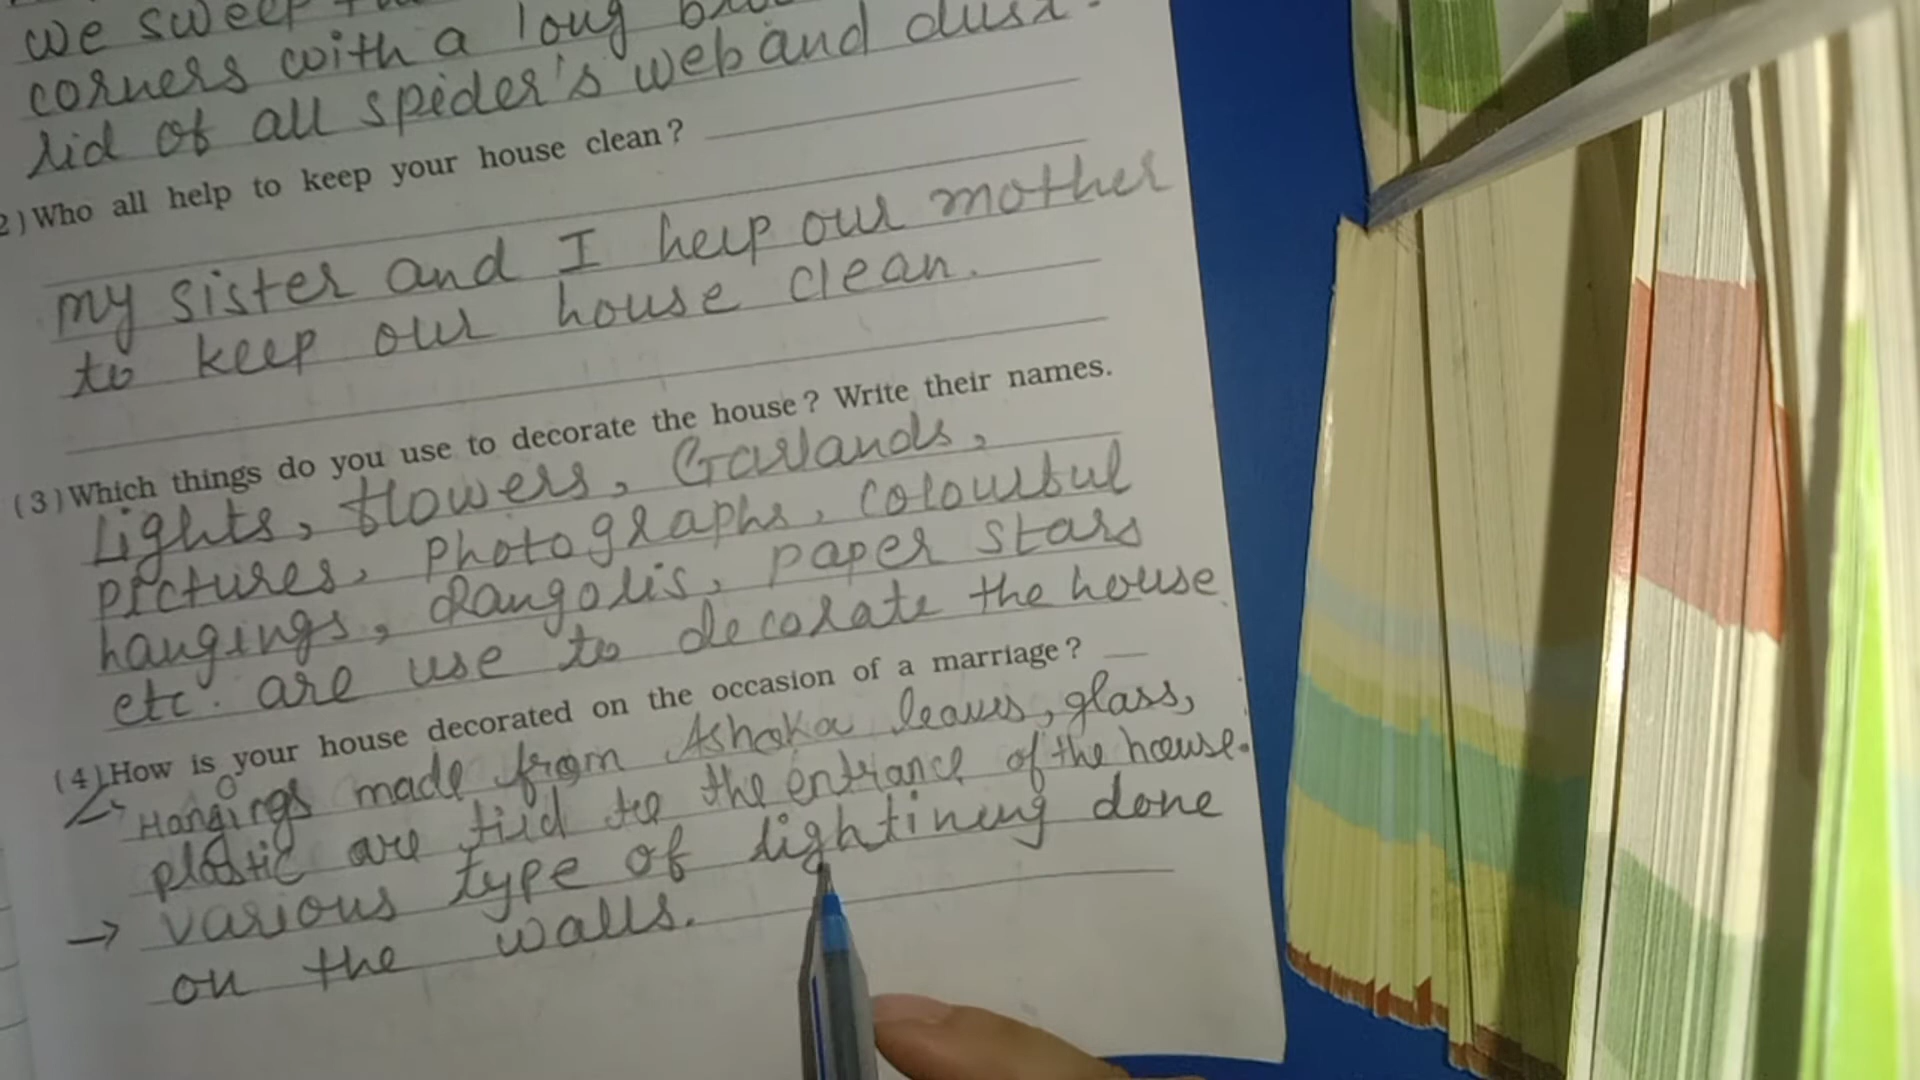 we sweep
corners with a long
rid of all spider's web and dust.
2) Who all help to keep your house clean?
my sister and I help our mother
to keep our house clean.
(3) Which things do you use to decorate the house? Write their names.
Lights, flowers, Garlands,
pictures, photographs, colourful
hangings, Rangolis, paper stars
etc. are use to decorate the house
(4) How is your house decorated on the occasion of a marriage?
→ Hangings made from Ashoka leaves, glass,
plastic are tied to the entrance of the house.
→ various type of lightining done
on the walls.